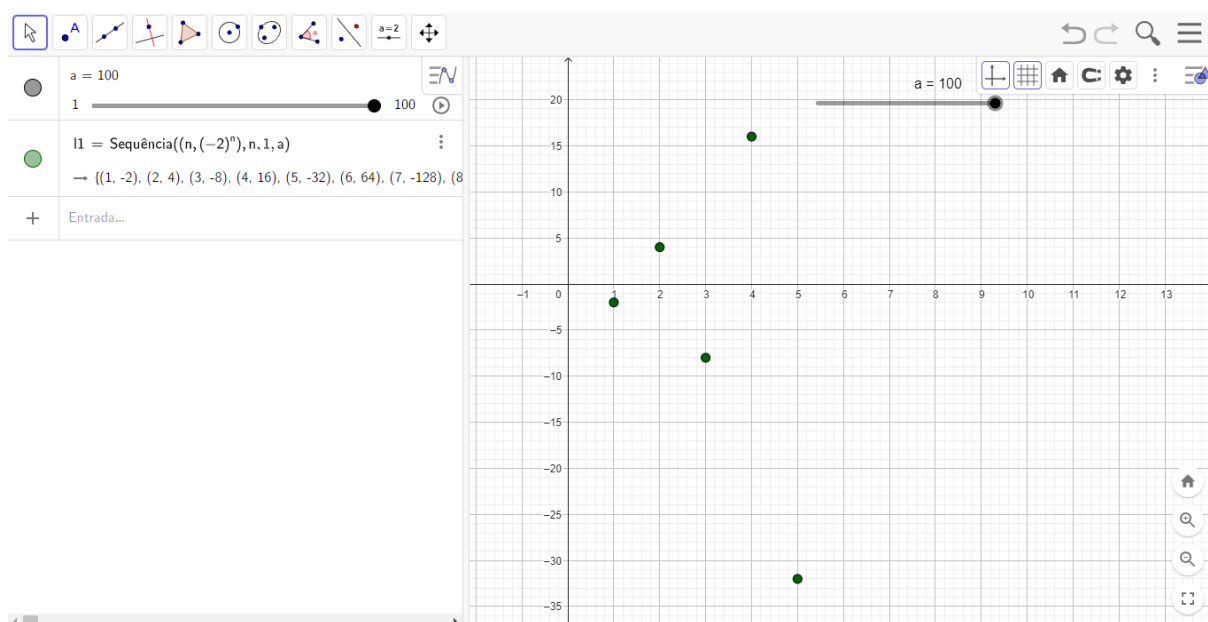 A
a=2
a = 100
1
100
l1 = Sequência((n, (−2)ⁿ), n, 1, a)
→ {(1, -2), (2, 4), (3, -8), (4, 16), (5, -32), (6, 64), (7, -128), (8
+ Entrada...
a = 100
20
15
10
5
−1 0 1 2 3 4 5 6 7 8 9 10 11 12 13
−5
−10
−15
−20
−25
−30
−35